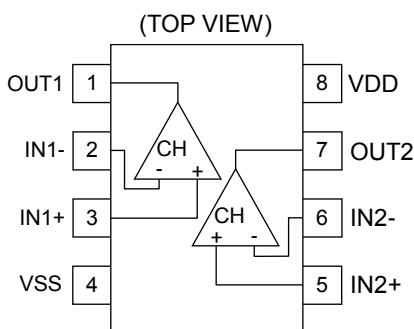 (TOP VIEW)
OUT1 1 8 VDD
IN1- 2 CH 7 OUT2
- +
IN1+ 3 CH 6 IN2-
+ -
VSS 4 5 IN2+